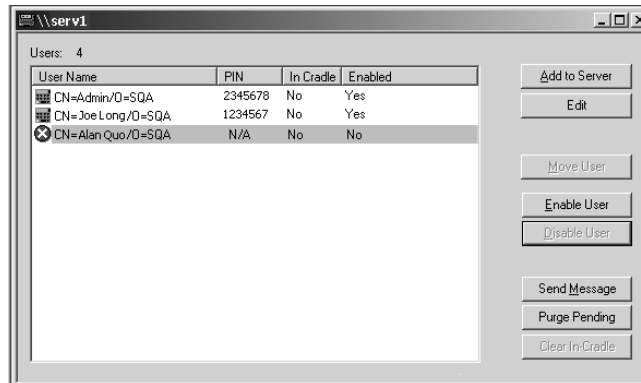 \\serv1
Users: 4
User Name PIN In Cradle Enabled
CN=Admin/O=SQA 2345678 No Yes
CN=Joe Long/O=SQA 1234567 No Yes
CN=Alan Quo/O=SQA N/A No No
Add to Server
Edit
Move User
Enable User
Disable User
Send Message
Purge Pending
Clear In-Cradle